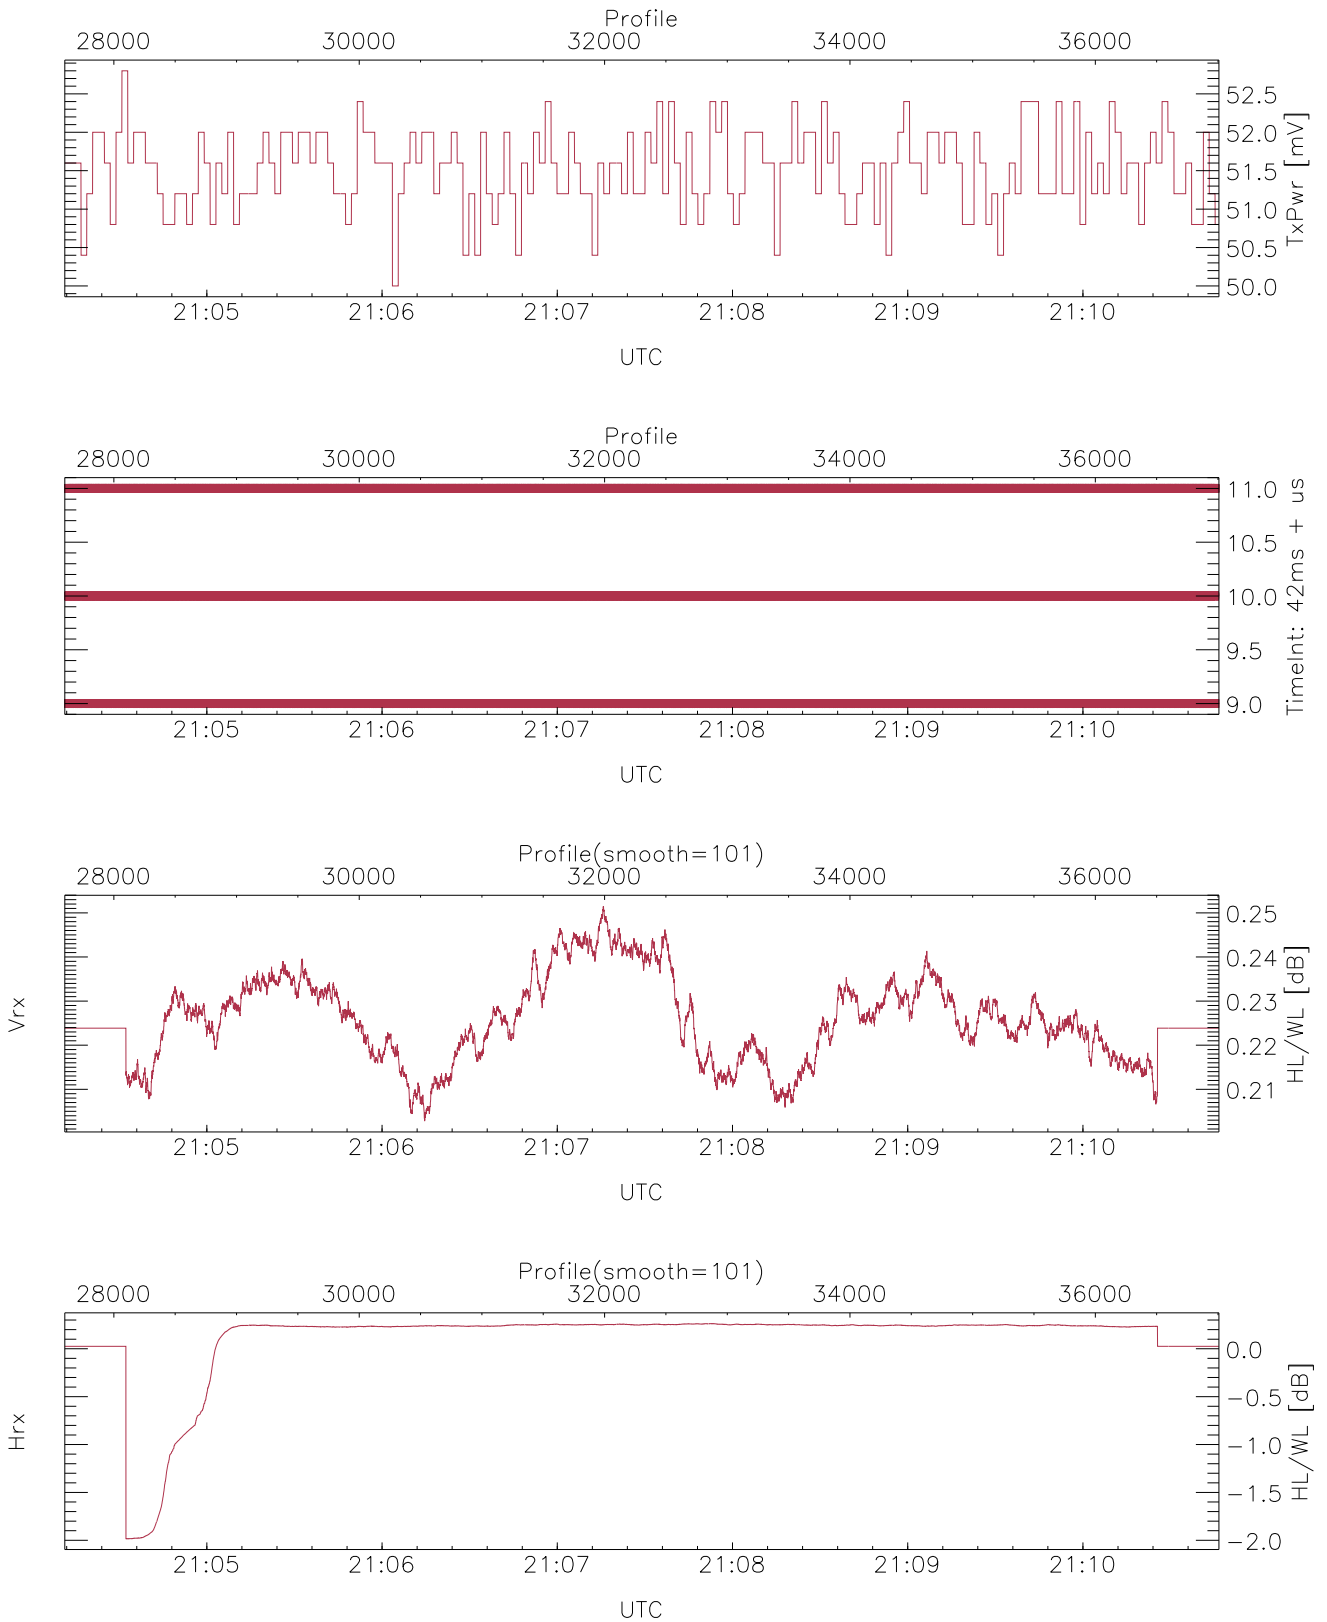 Profile
28000 30000 32000 34000 36000
52.5
52.0
51.5
51.0
50.5
50.0
TxPwr [mV]
21:05 21:06 21:07 21:08 21:09 21:10
UTC
Profile
28000 30000 32000 34000 36000
11.0
10.5
10.0
9.5
9.0
TimeInt: 42ms + us
21:05 21:06 21:07 21:08 21:09 21:10
UTC
Profile(smooth=101)
28000 30000 32000 34000 36000
Vrx
0.25
0.24
0.23
0.22
0.21
HL/WL [dB]
21:05 21:06 21:07 21:08 21:09 21:10
UTC
Profile(smooth=101)
28000 30000 32000 34000 36000
Hrx
0.0
−0.5
−1.0
−1.5
−2.0
HL/WL [dB]
21:05 21:06 21:07 21:08 21:09 21:10
UTC